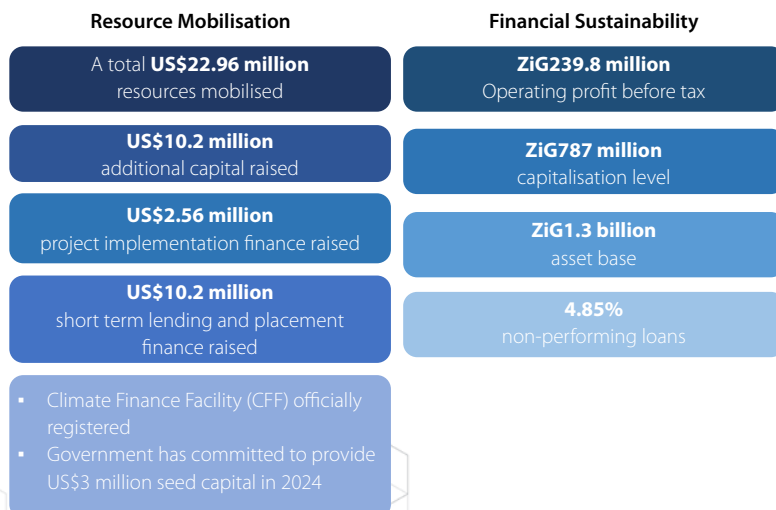 Resource Mobilisation
A total US$22.96 million
resources mobilised
US$10.2 million
additional capital raised
US$2.56 million
project implementation finance raised
US$10.2 million
short term lending and placement
finance raised
▪ Climate Finance Facility (CFF) officially
registered
▪ Government has committed to provide
US$3 million seed capital in 2024
Financial Sustainability
ZiG239.8 million
Operating profit before tax
ZiG787 million
capitalisation level
ZiG1.3 billion
asset base
4.85%
non-performing loans